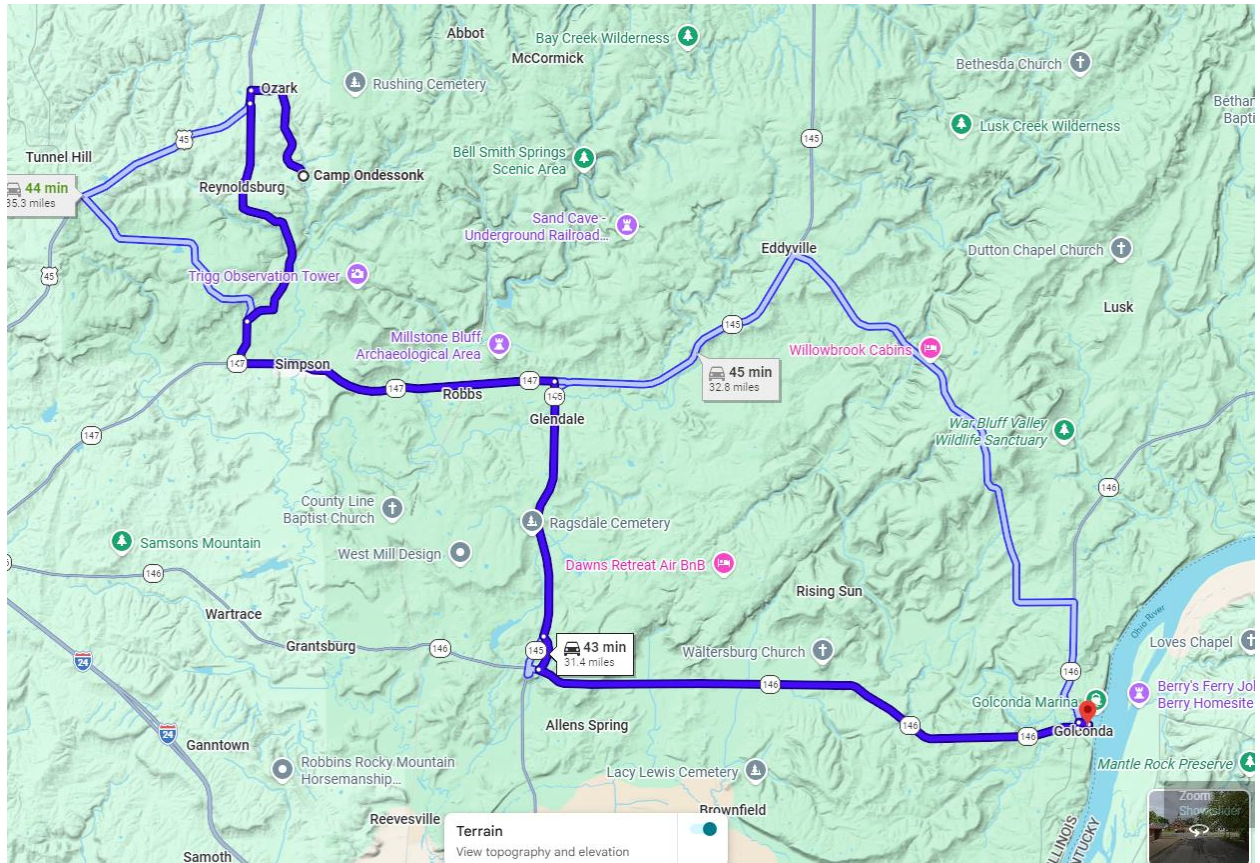 Abbot
Bay Creek Wilderness
McCormick
Bethesda Church
Ozark
Rushing Cemetery
Lusk Creek Wilderness
45
145
Tunnel Hill
Bell Smith Springs
Scenic Area
Camp Ondessonk
44 min
35.3 miles
Reynoldsburg
Sand Cave -
Underground Railroad...
Eddyville
Dutton Chapel Church
45
Trigg Observation Tower
Lusk
145
Millstone Bluff
Archaeological Area
Willowbrook Cabins
147
Simpson
45 min
32.8 miles
147
Robbs
147
145
Glendale
147
War Bluff Valley
Wildlife Sanctuary
146
County Line
Baptist Church
Ragsdale Cemetery
Samsons Mountain
West Mill Design
Dawns Retreat Air BnB
146
Rising Sun
Wartrace
Ohio River
Grantsburg
146
145
43 min
31.4 miles
Waltersburg Church
Loves Chapel
24
146
146
Golconda Marina
Berry's Ferry Jo
Berry Homesite
Allens Spring
146
146
Golconda
24
Ganntown
Robbins Rocky Mountain
Horsemanship...
Lacy Lewis Cemetery
Mantle Rock Preserve
Brownfield
Reevesville
Terrain
View topography and elevation
Samoth
ILLINOIS
Zoom